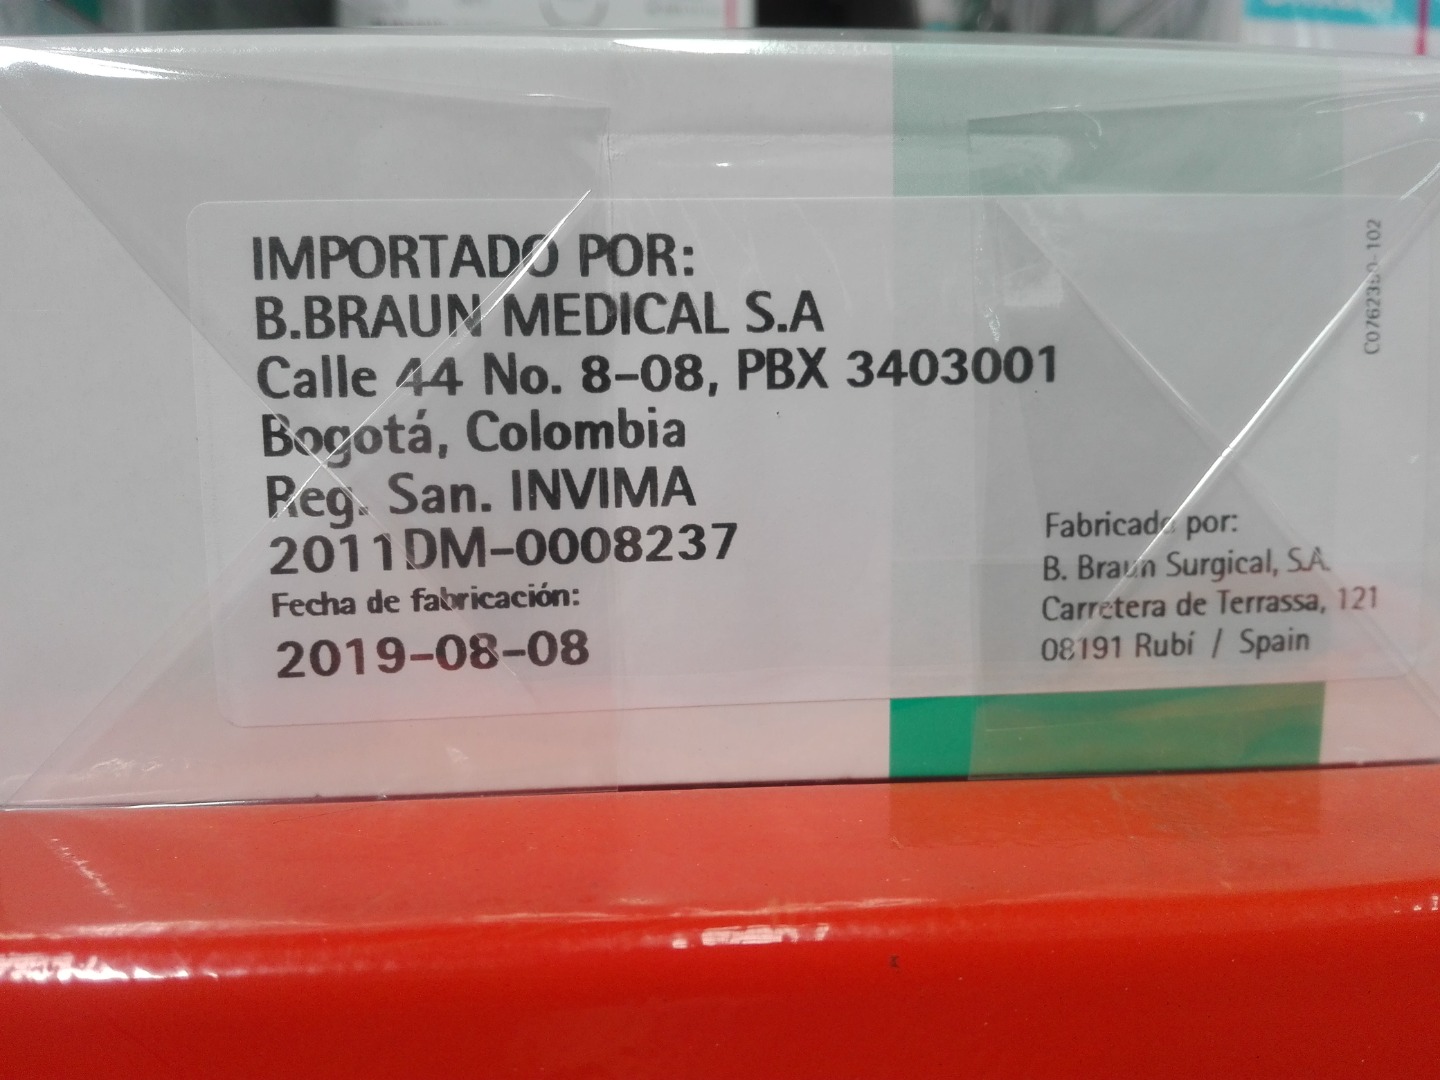 IMPORTADO POR:
B.BRAUN MEDICAL S.A
Calle 44 No. 8-08, PBX 3403001
Bogotá, Colombia
Reg. San. INVIMA
2011DM-0008237
Fecha de fabricación:
2019-08-08
Fabricado por:
B. Braun Surgical, S.A.
Carretera de Terrassa, 121
08191 Rubí / Spain